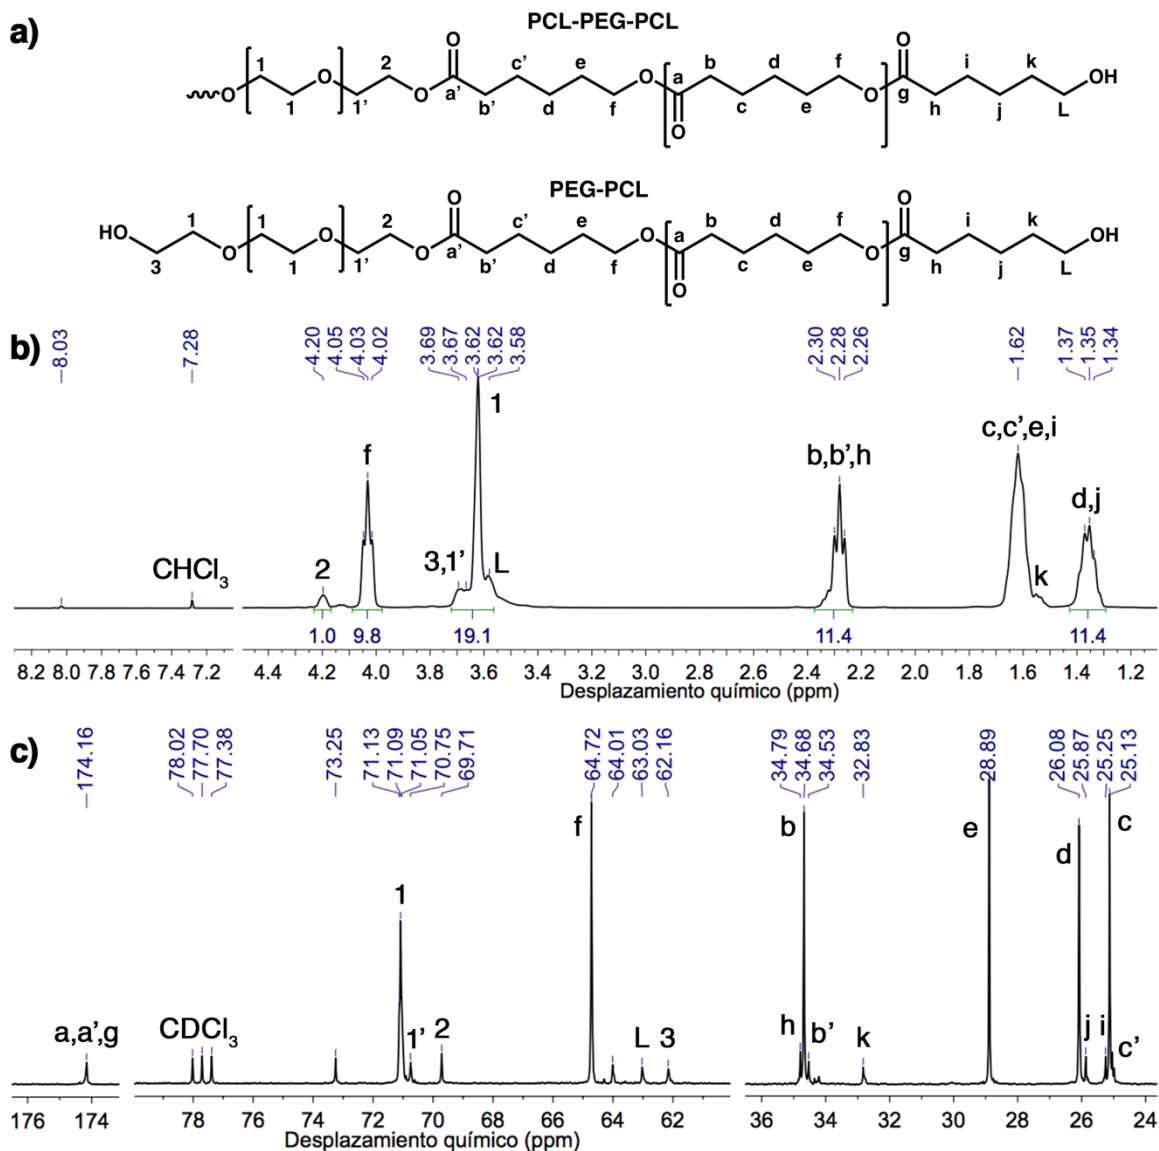 a)
PCL-PEG-PCL
O O
1 2 c' e a b d f i k OH
O O O O O
1 1' a' b' d f c e g h j L
O
PEG-PCL
O O
HO 1 1 2 c' e a b d f i k OH
O O O O O
3 1 1' a' b' d f c e g h j L
O
b)
8.03 7.28 4.20 4.05 4.03 4.02 3.69 3.67 3.62 3.62 3.58 2.30 2.28 2.26 1.62 1.37 1.35 1.34
1
c,c',e,i
f b,b',h
d,j
CHCl3 2 3,1' L k
1.0 9.8 19.1 11.4 11.4
8.2 8.0 7.8 7.6 7.4 7.2 4.4 4.2 4.0 3.8 3.6 3.4 3.2 3.0 2.8 2.6 2.4 2.2 2.0 1.8 1.6 1.4 1.2
Desplazamiento químico (ppm)
c)
174.16 78.02 77.70 77.38 73.25 71.13 71.09 71.05 70.75 69.71 64.72 64.01 63.03 62.16 34.79 34.68 34.53 32.83 28.89 26.08 25.87 25.25 25.13
f b e c
d
1
a,a',g CDCl3 1' 2 L 3 h b' k j i c'
176 174 78 77 76 75 74 73 72 71 70 69 68 67 66 65 64 63 62 36 34 32 30 28 26 24
Desplazamiento químico (ppm)